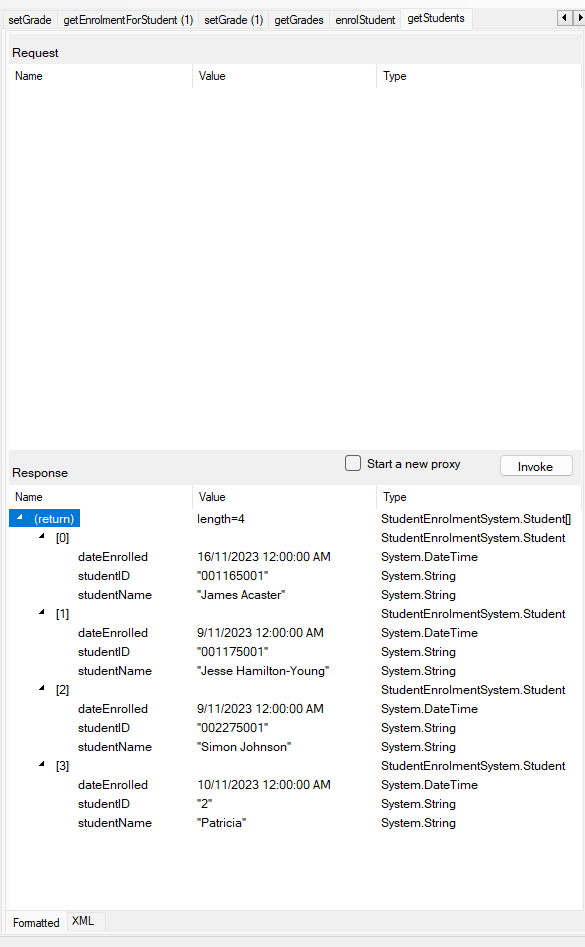 setGrade getEnrolmentForStudent (1) setGrade (1) getGrades enrolStudent getStudents
Request
Name Value Type
Start a new proxy Invoke
Response
Name Value Type
(return) length=4 StudentEnrolmentSystem.Student[]
[0] StudentEnrolmentSystem.Student
dateEnrolled 16/11/2023 12:00:00 AM System.DateTime
studentID "001165001" System.String
studentName "James Acaster" System.String
[1] StudentEnrolmentSystem.Student
dateEnrolled 9/11/2023 12:00:00 AM System.DateTime
studentID "001175001" System.String
studentName "Jesse Hamilton-Young" System.String
[2] StudentEnrolmentSystem.Student
dateEnrolled 9/11/2023 12:00:00 AM System.DateTime
studentID "002275001" System.String
studentName "Simon Johnson" System.String
[3] StudentEnrolmentSystem.Student
dateEnrolled 10/11/2023 12:00:00 AM System.DateTime
studentID "2" System.String
studentName "Patricia" System.String
Formatted XML